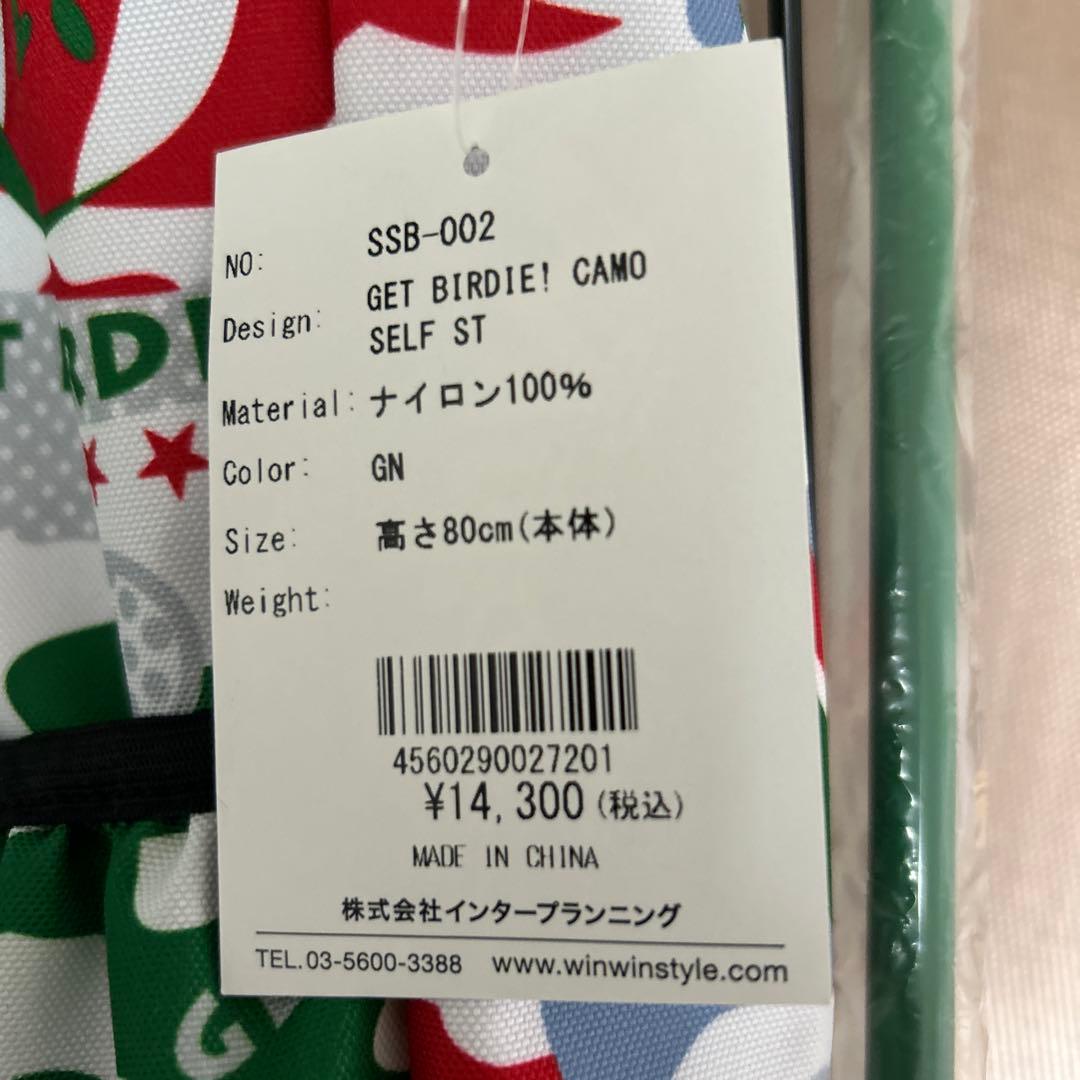 NO: SSB-002
Design: GET BIRDIE! CAMO
SELF ST
Material: ナイロン100%
Color: GN
Size: 高さ80cm(本体)
Weight:
4560290027201
¥14,300(税込)
MADE IN CHINA
株式会社インタープランニング
TEL.03-5600-3388 www.winwinstyle.com